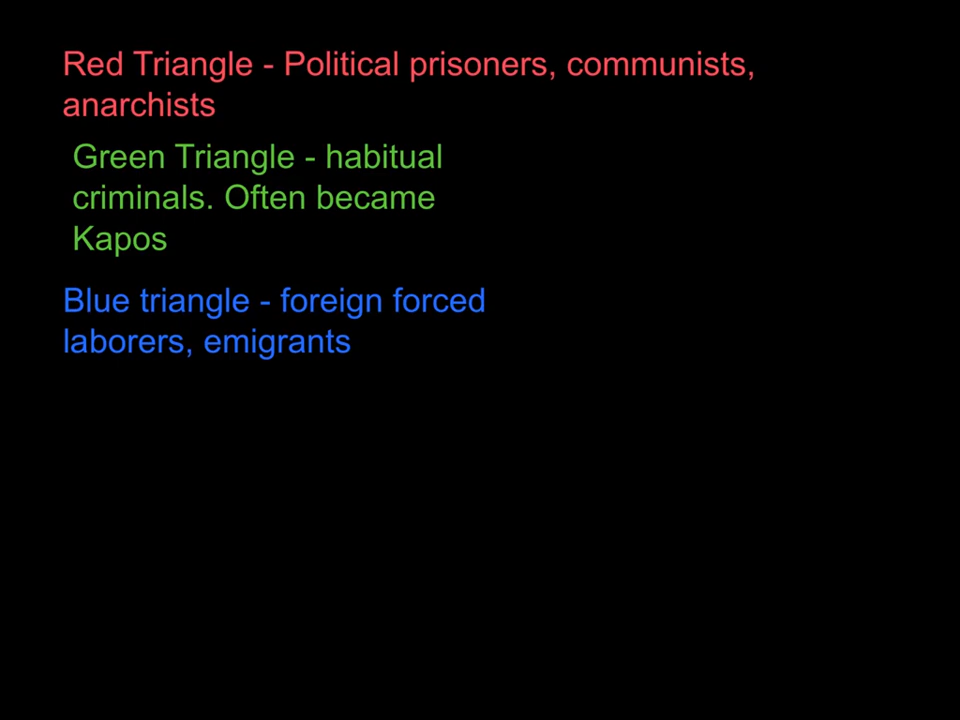 Red Triangle - Political prisoners, communists,
anarchists
Green Triangle - habitual
criminals. Often became
Kapos
Blue triangle - foreign forced
laborers, emigrants